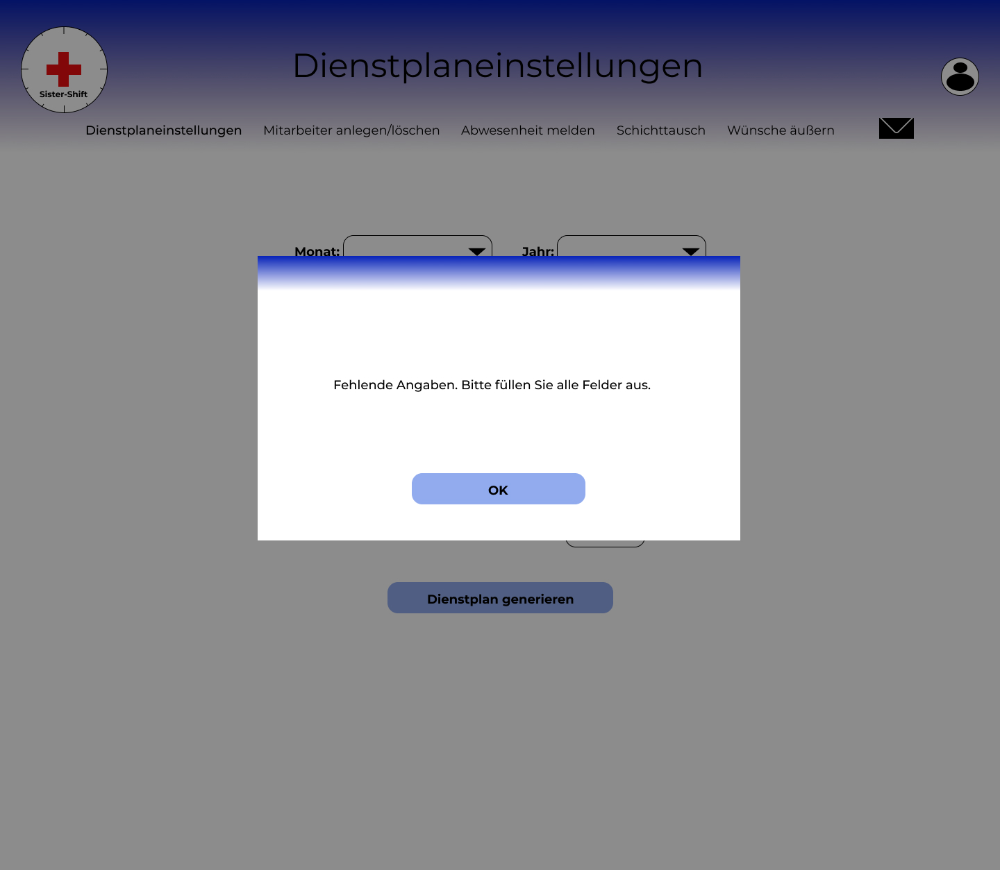 Dienstplaneinstellungen
Sister-Shift
Dienstplaneinstellungen Mitarbeiter anlegen/löschen Abwesenheit melden Schichttausch Wünsche äußern
Monat: Jahr:
Fehlende Angaben. Bitte füllen Sie alle Felder aus.
OK
Dienstplan generieren